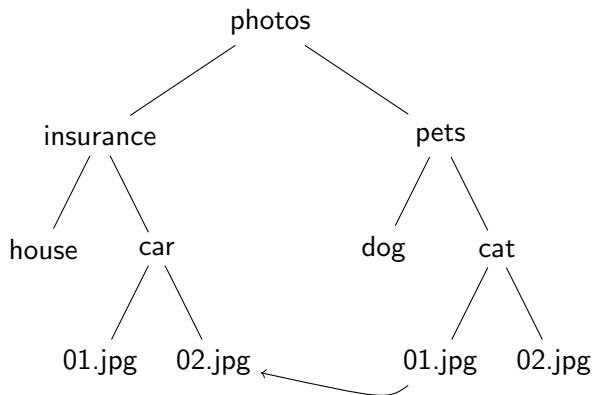 photos
insurance pets
house car dog cat
01.jpg 02.jpg 01.jpg 02.jpg